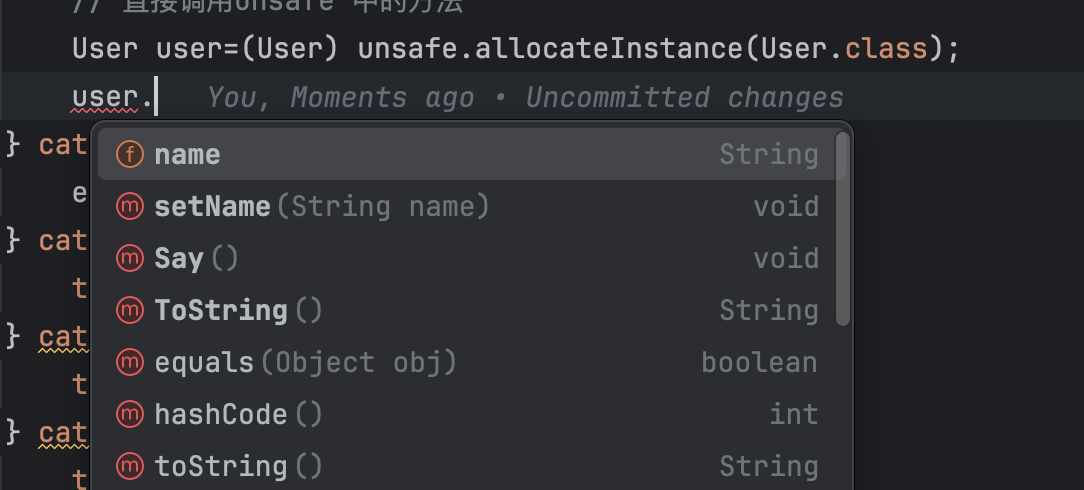 // 直接调用Unsafe 中的方法
User user=(User) unsafe.allocateInstance(User.class);
user. You, Moments ago • Uncommitted changes
} cat
name String
e
setName(String name) void
} cat
Say() void
t
ToString() String
} cat
equals(Object obj) boolean
t
hashCode() int
} cat
toString() String
t